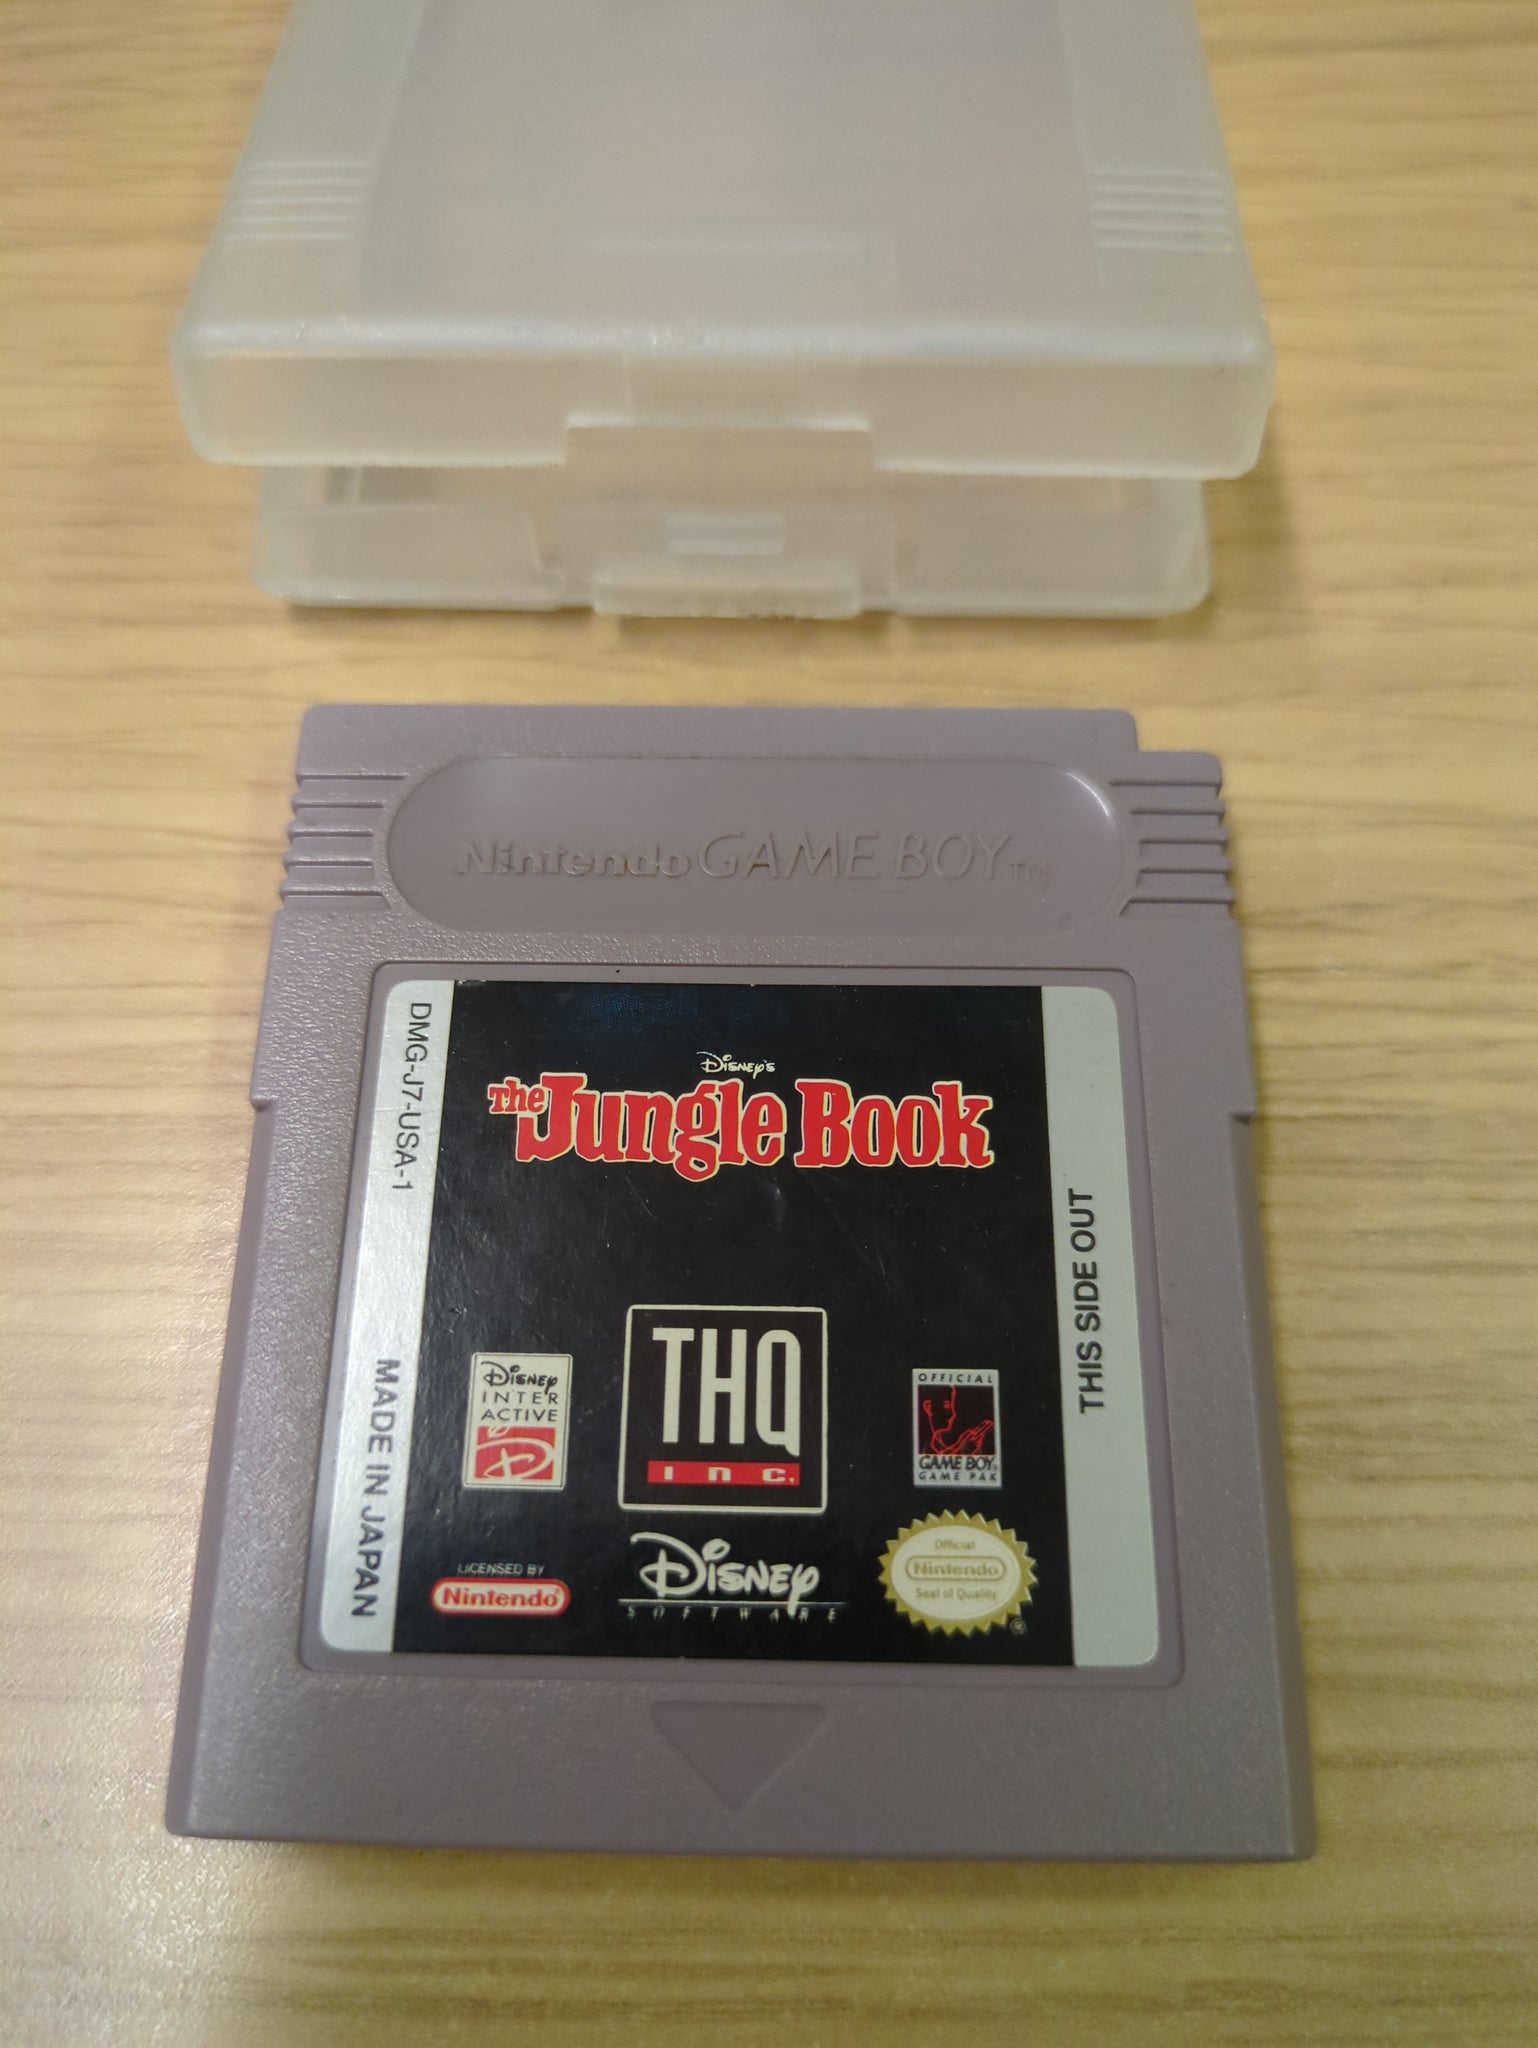 Nintendo GAME BOY TM
DMG-J7-USA-1
MADE IN JAPAN
DISNEY'S
THE JUNGLE BOOK
THIS SIDE OUT
DISNEY
INTER
ACTIVE
D
THQ
INC.
OFFICIAL
GAME BOY®
GAME PAK
LICENSED BY
Nintendo®
DISNEY
SOFTWARE
Official
Nintendo
Seal of Quality
®